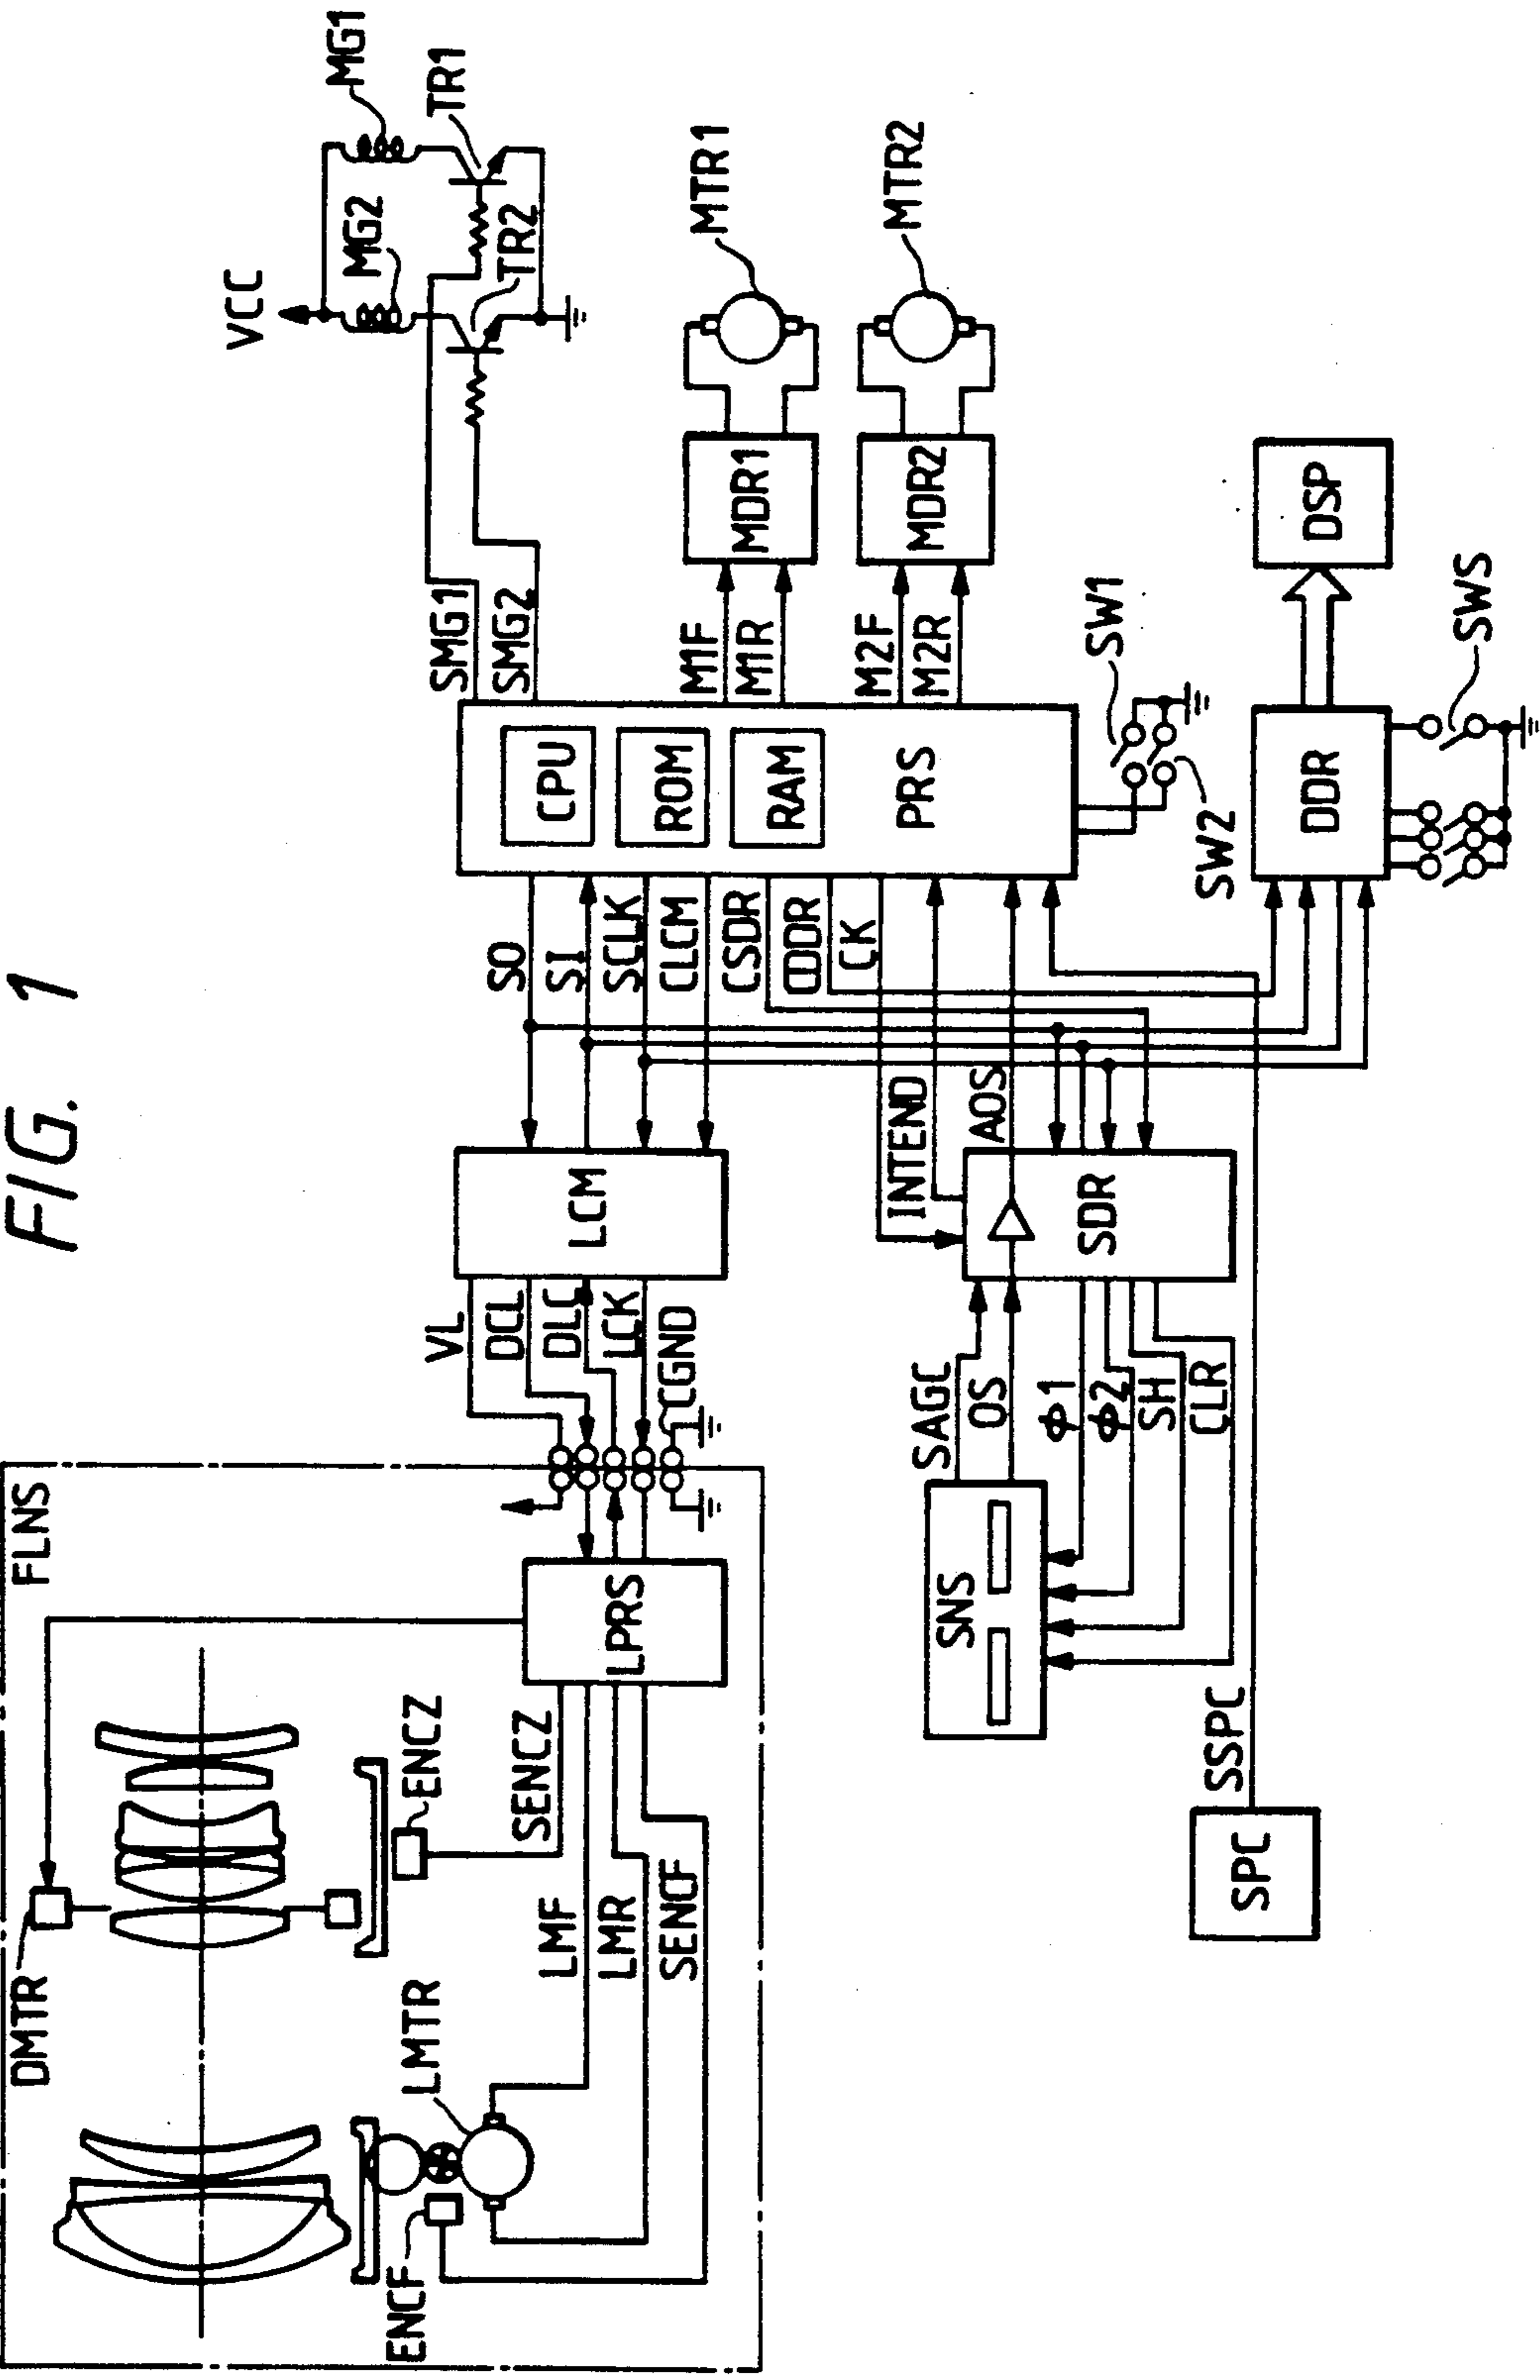 FIG. 1
FLNS
DMTR
ENCZ
LMTR
ENCF
SENCZ
LMF
LMR
SENCF
LPRS
VL
DCL
DLC
LCK
CGND
LCM
SO
SI
SCLK
CLCM
CSDR
CDDR
CK
CPU
ROM
RAM
PRS
SMG1
SMG2
VCC
MG2
MG1
TR1
TR2
M1F
M1R
MDR1
MTR1
M2F
M2R
MDR2
MTR2
SW1
SW2
INTEND
AOS
SDR
SAGC
OS
ϕ1
ϕ2
SH
CLR
SNS
SSPC
SPC
DDR
DSP
SWS